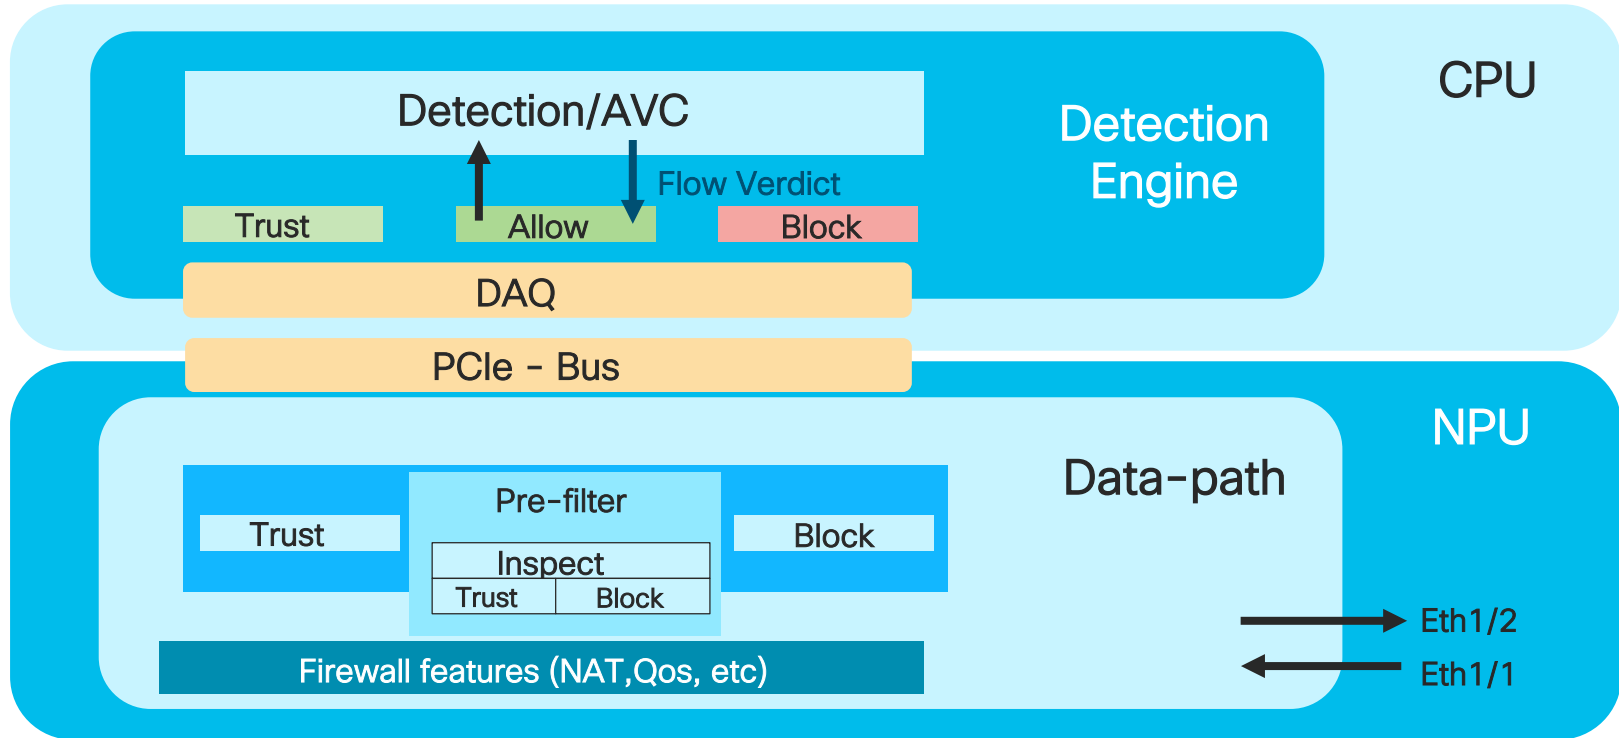 CPU
Detection/AVC
Detection
Engine
Flow Verdict
Trust
Allow
Block
DAQ
PCIe - Bus
NPU
Data-path
Pre-filter
Trust
Block
Inspect
Trust
Block
Eth1/2
Firewall features (NAT,Qos, etc)
Eth1/1